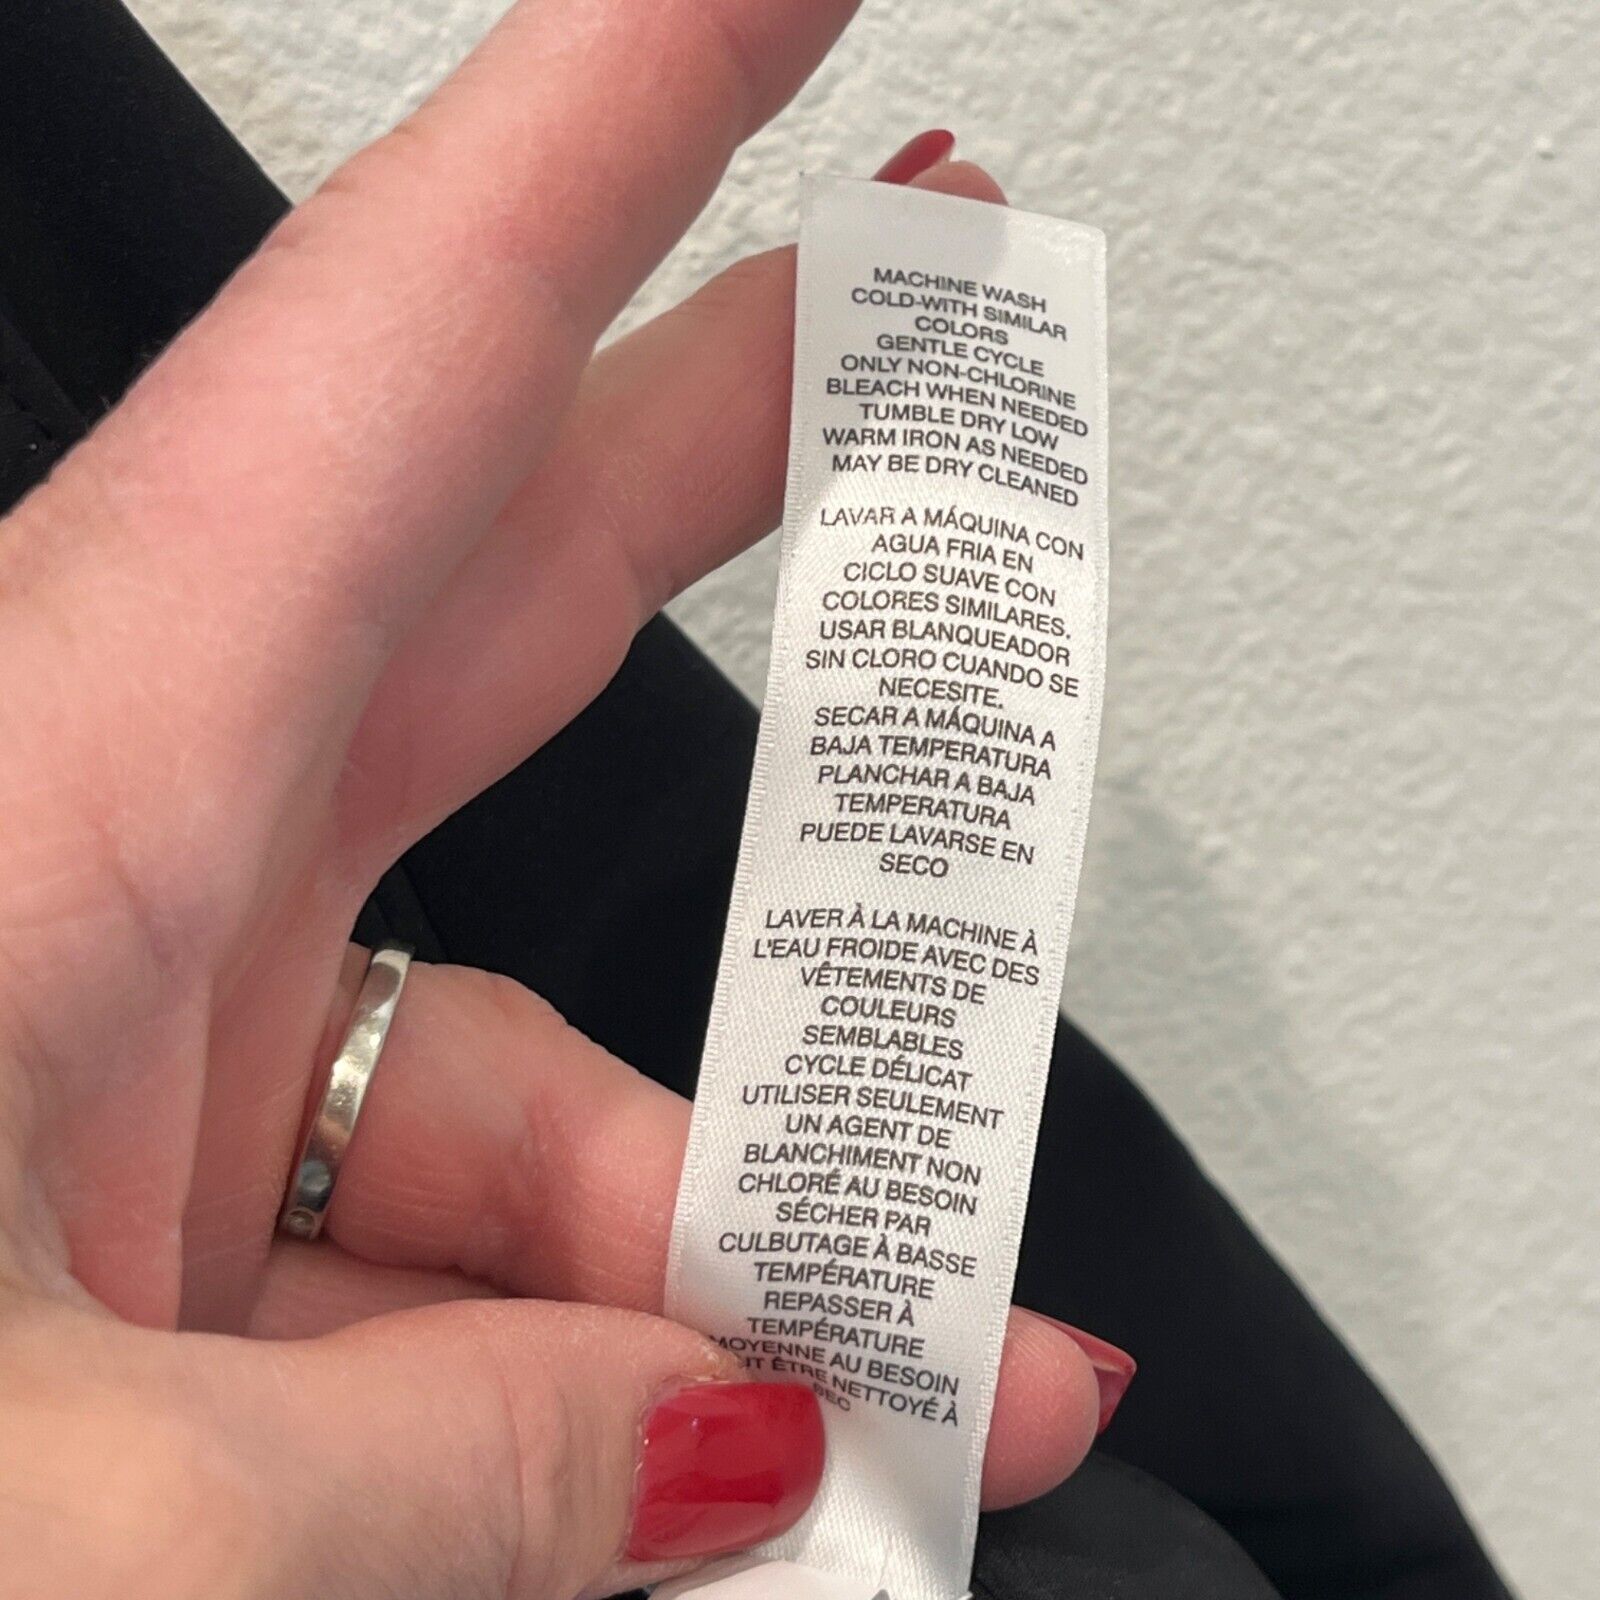 MACHINE WASH
COLD-WITH SIMILAR
COLORS
GENTLE CYCLE
ONLY NON-CHLORINE
BLEACH WHEN NEEDED
TUMBLE DRY LOW
WARM IRON AS NEEDED
MAY BE DRY CLEANED
LAVAR A MÁQUINA CON
AGUA FRIA EN
CICLO SUAVE CON
COLORES SIMILARES.
USAR BLANQUEADOR
SIN CLORO CUANDO SE
NECESITE.
SECAR A MÁQUINA A
BAJA TEMPERATURA
PLANCHAR A BAJA
TEMPERATURA
PUEDE LAVARSE EN
SECO
LAVER À LA MACHINE À
L'EAU FROIDE AVEC DES
VÊTEMENTS DE
COULEURS
SEMBLABLES
CYCLE DÉLICAT
UTILISER SEULEMENT
UN AGENT DE
BLANCHIMENT NON
CHLORÉ AU BESOIN
SÉCHER PAR
CULBUTAGE À BASSE
TEMPÉRATURE
REPASSER À
TEMPÉRATURE
MOYENNE AU BESOIN
ÊTRE NETTOYÉ À
SEC